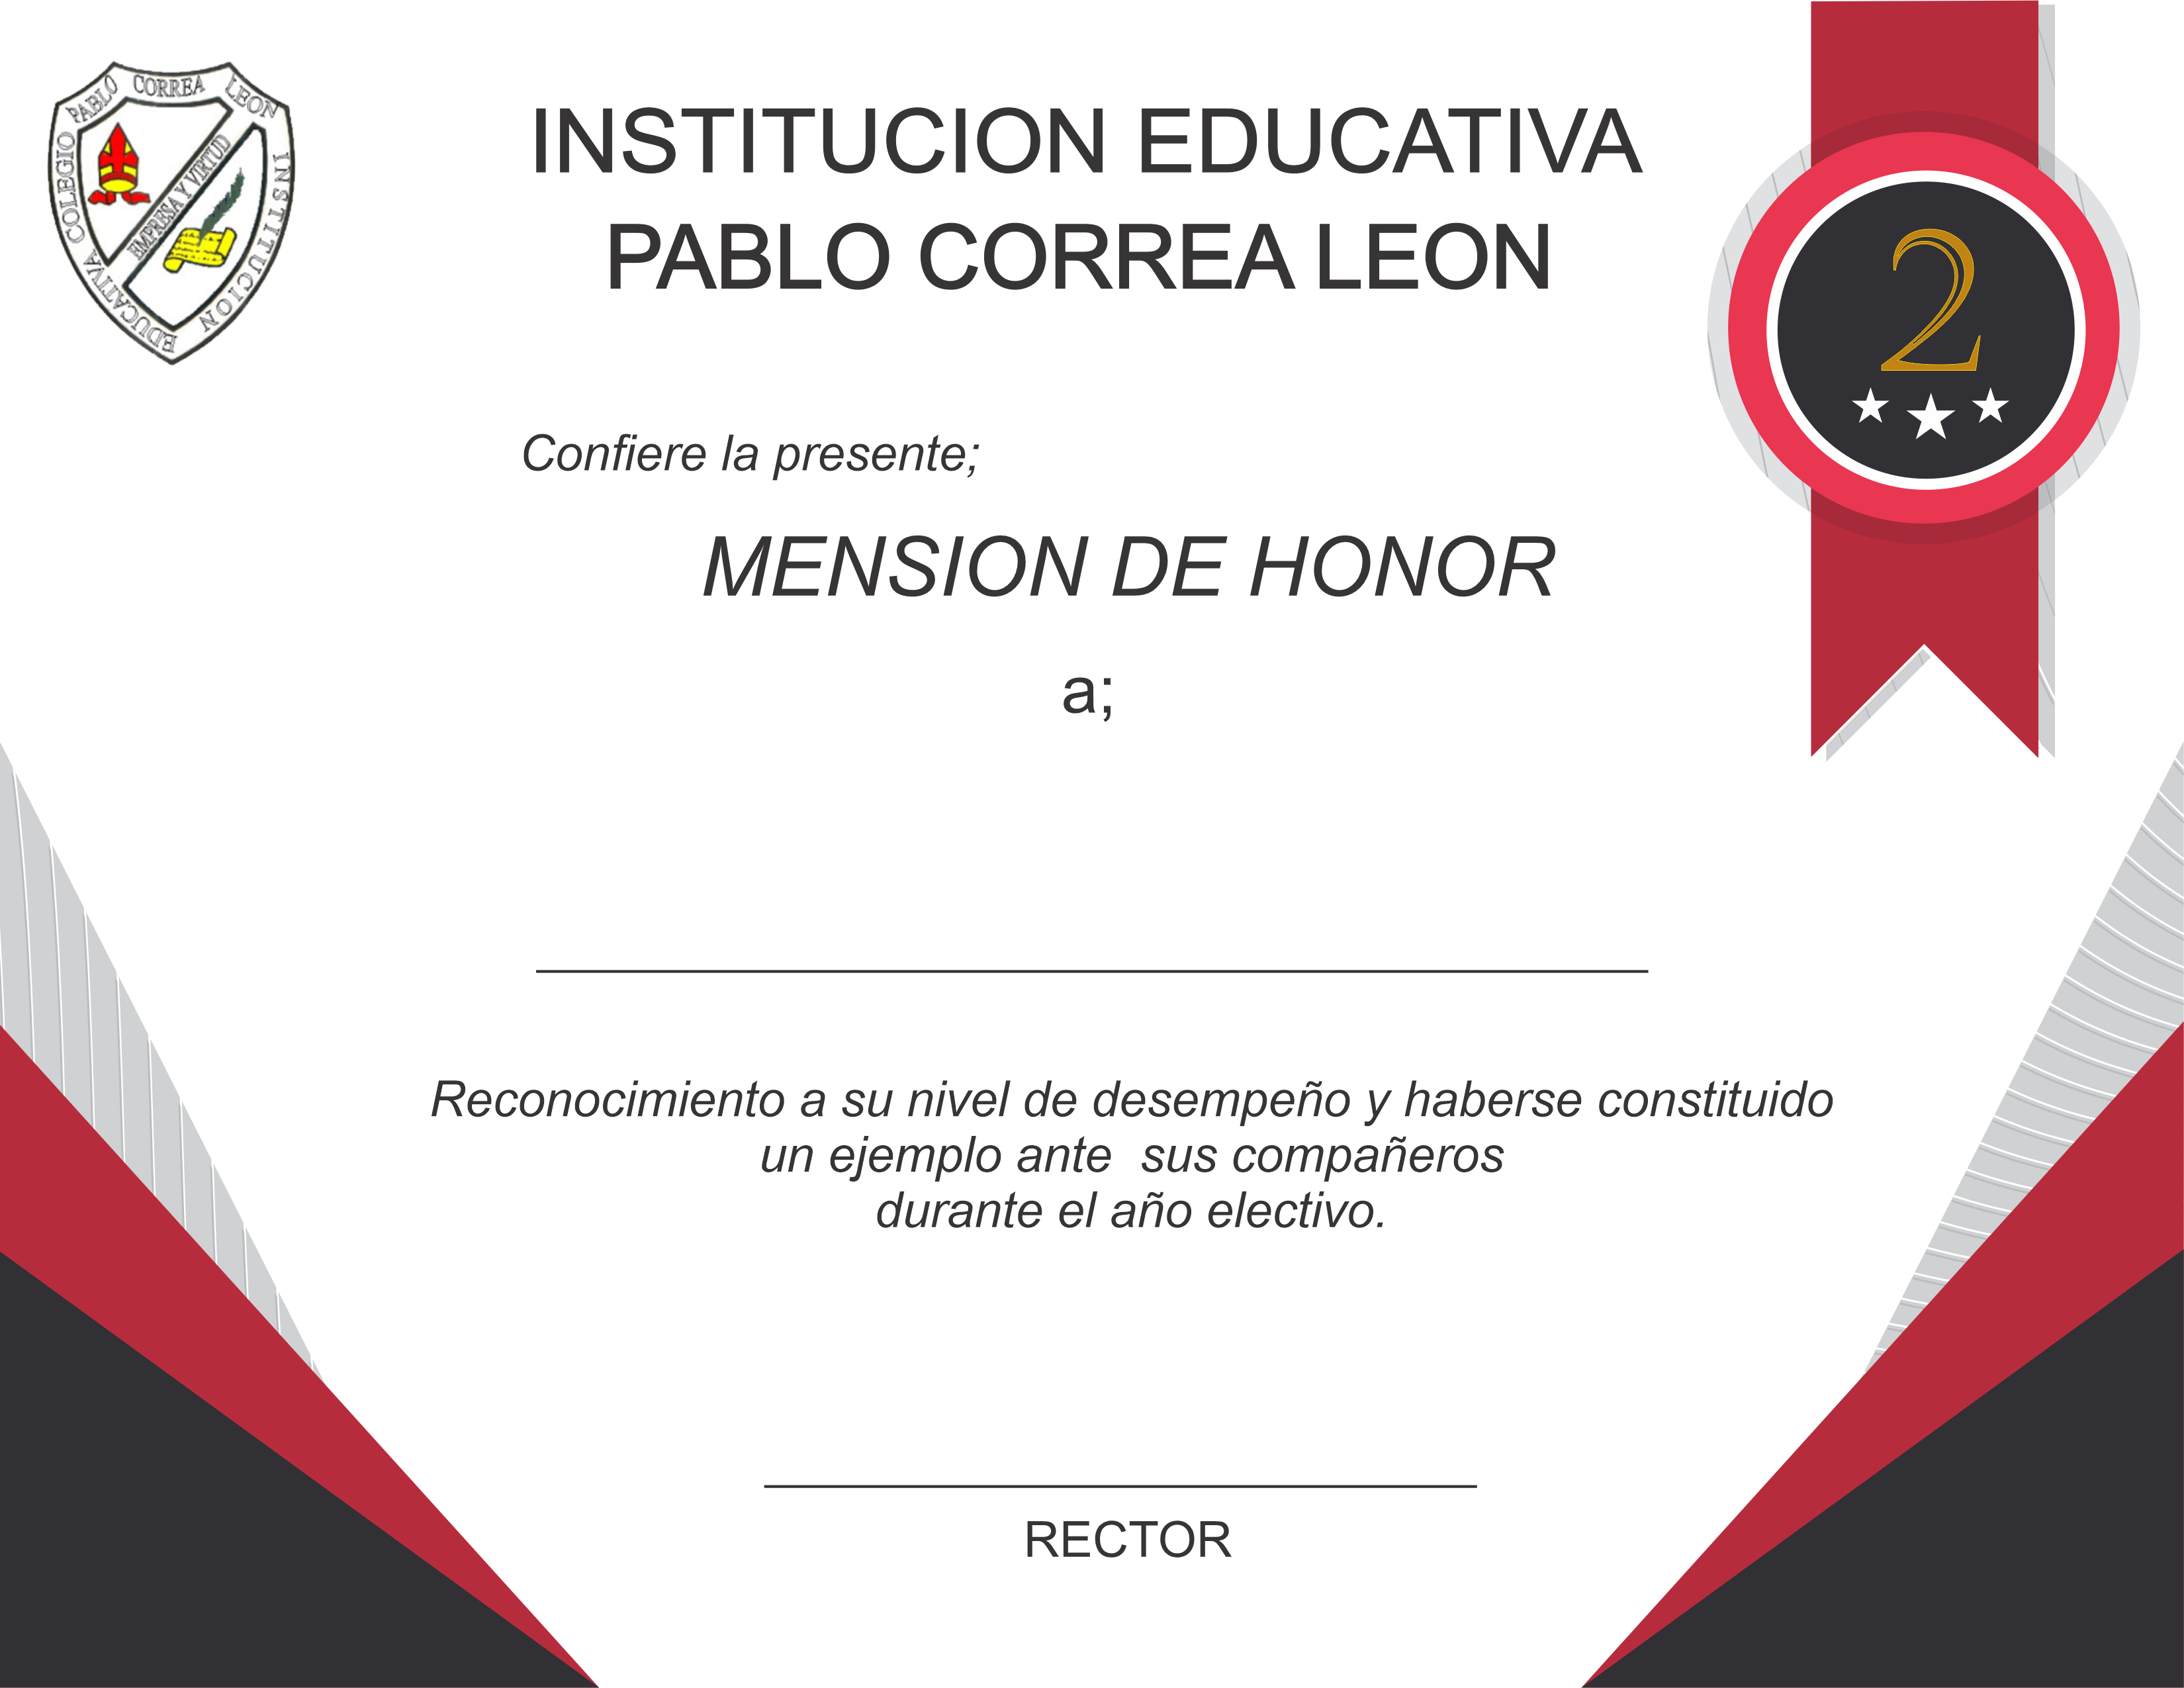 COLEGIO PABLO CORREA LEON
INSTITUCION EDUCATIVA
EMPRESA Y VIRTUD
INSTITUCION EDUCATIVA
PABLO CORREA LEON
2
Confiere la presente;
MENSION DE HONOR
a;
Reconocimiento a su nivel de desempeño y haberse constituido
un ejemplo ante sus compañeros
durante el año electivo.
RECTOR